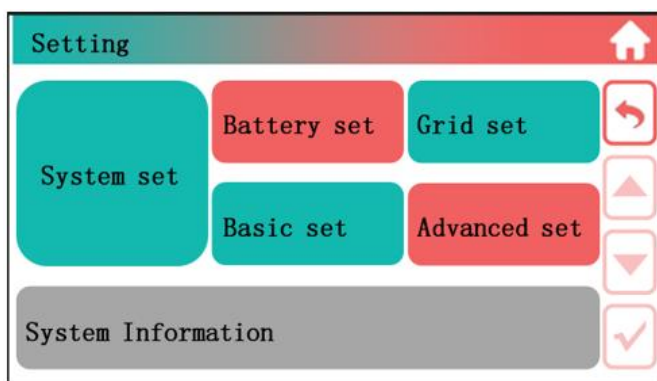 Setting
Battery set
Grid set
System set
Basic set
Advanced set
System Information